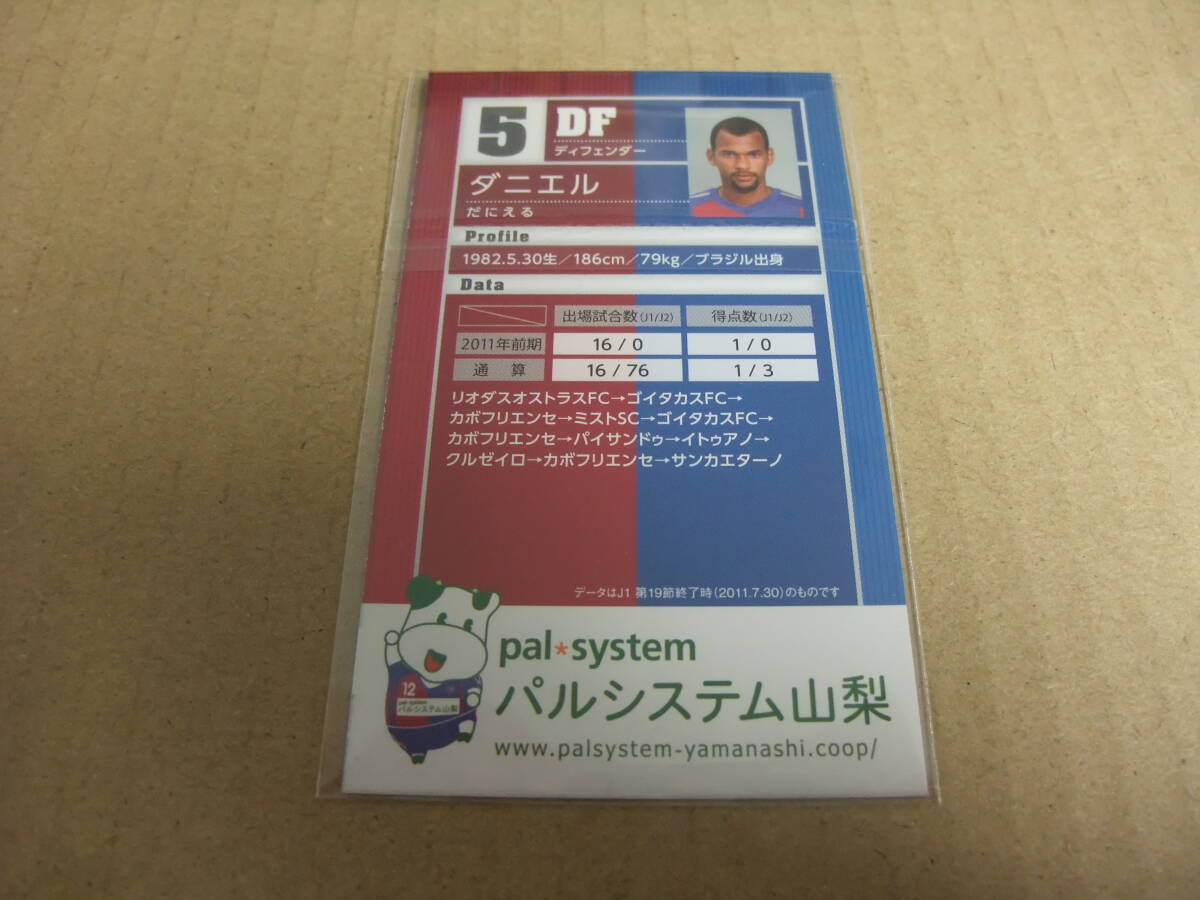 5
DF
ディフェンダー
ダニエル
だにえる
Profile
1982.5.30生／186cm／79kg／ブラジル出身
Data
出場試合数(J1/J2) 得点数(J1/J2)
2011年前期 16 / 0 1 / 0
通 算 16 / 76 1 / 3
リオダスオストラスFC→ゴイタカスFC→
カボフリエンセ→ミストSC→ゴイタカスFC→
カボフリエンセ→パイサンドゥ→イトゥアノ→
クルゼイロ→カボフリエンセ→サンカエターノ
データはJ1 第19節終了時(2011.7.30)のものです
pal*system
パルシステム山梨
www.palsystem-yamanashi.coop/
12
pal*system
パルシステム山梨